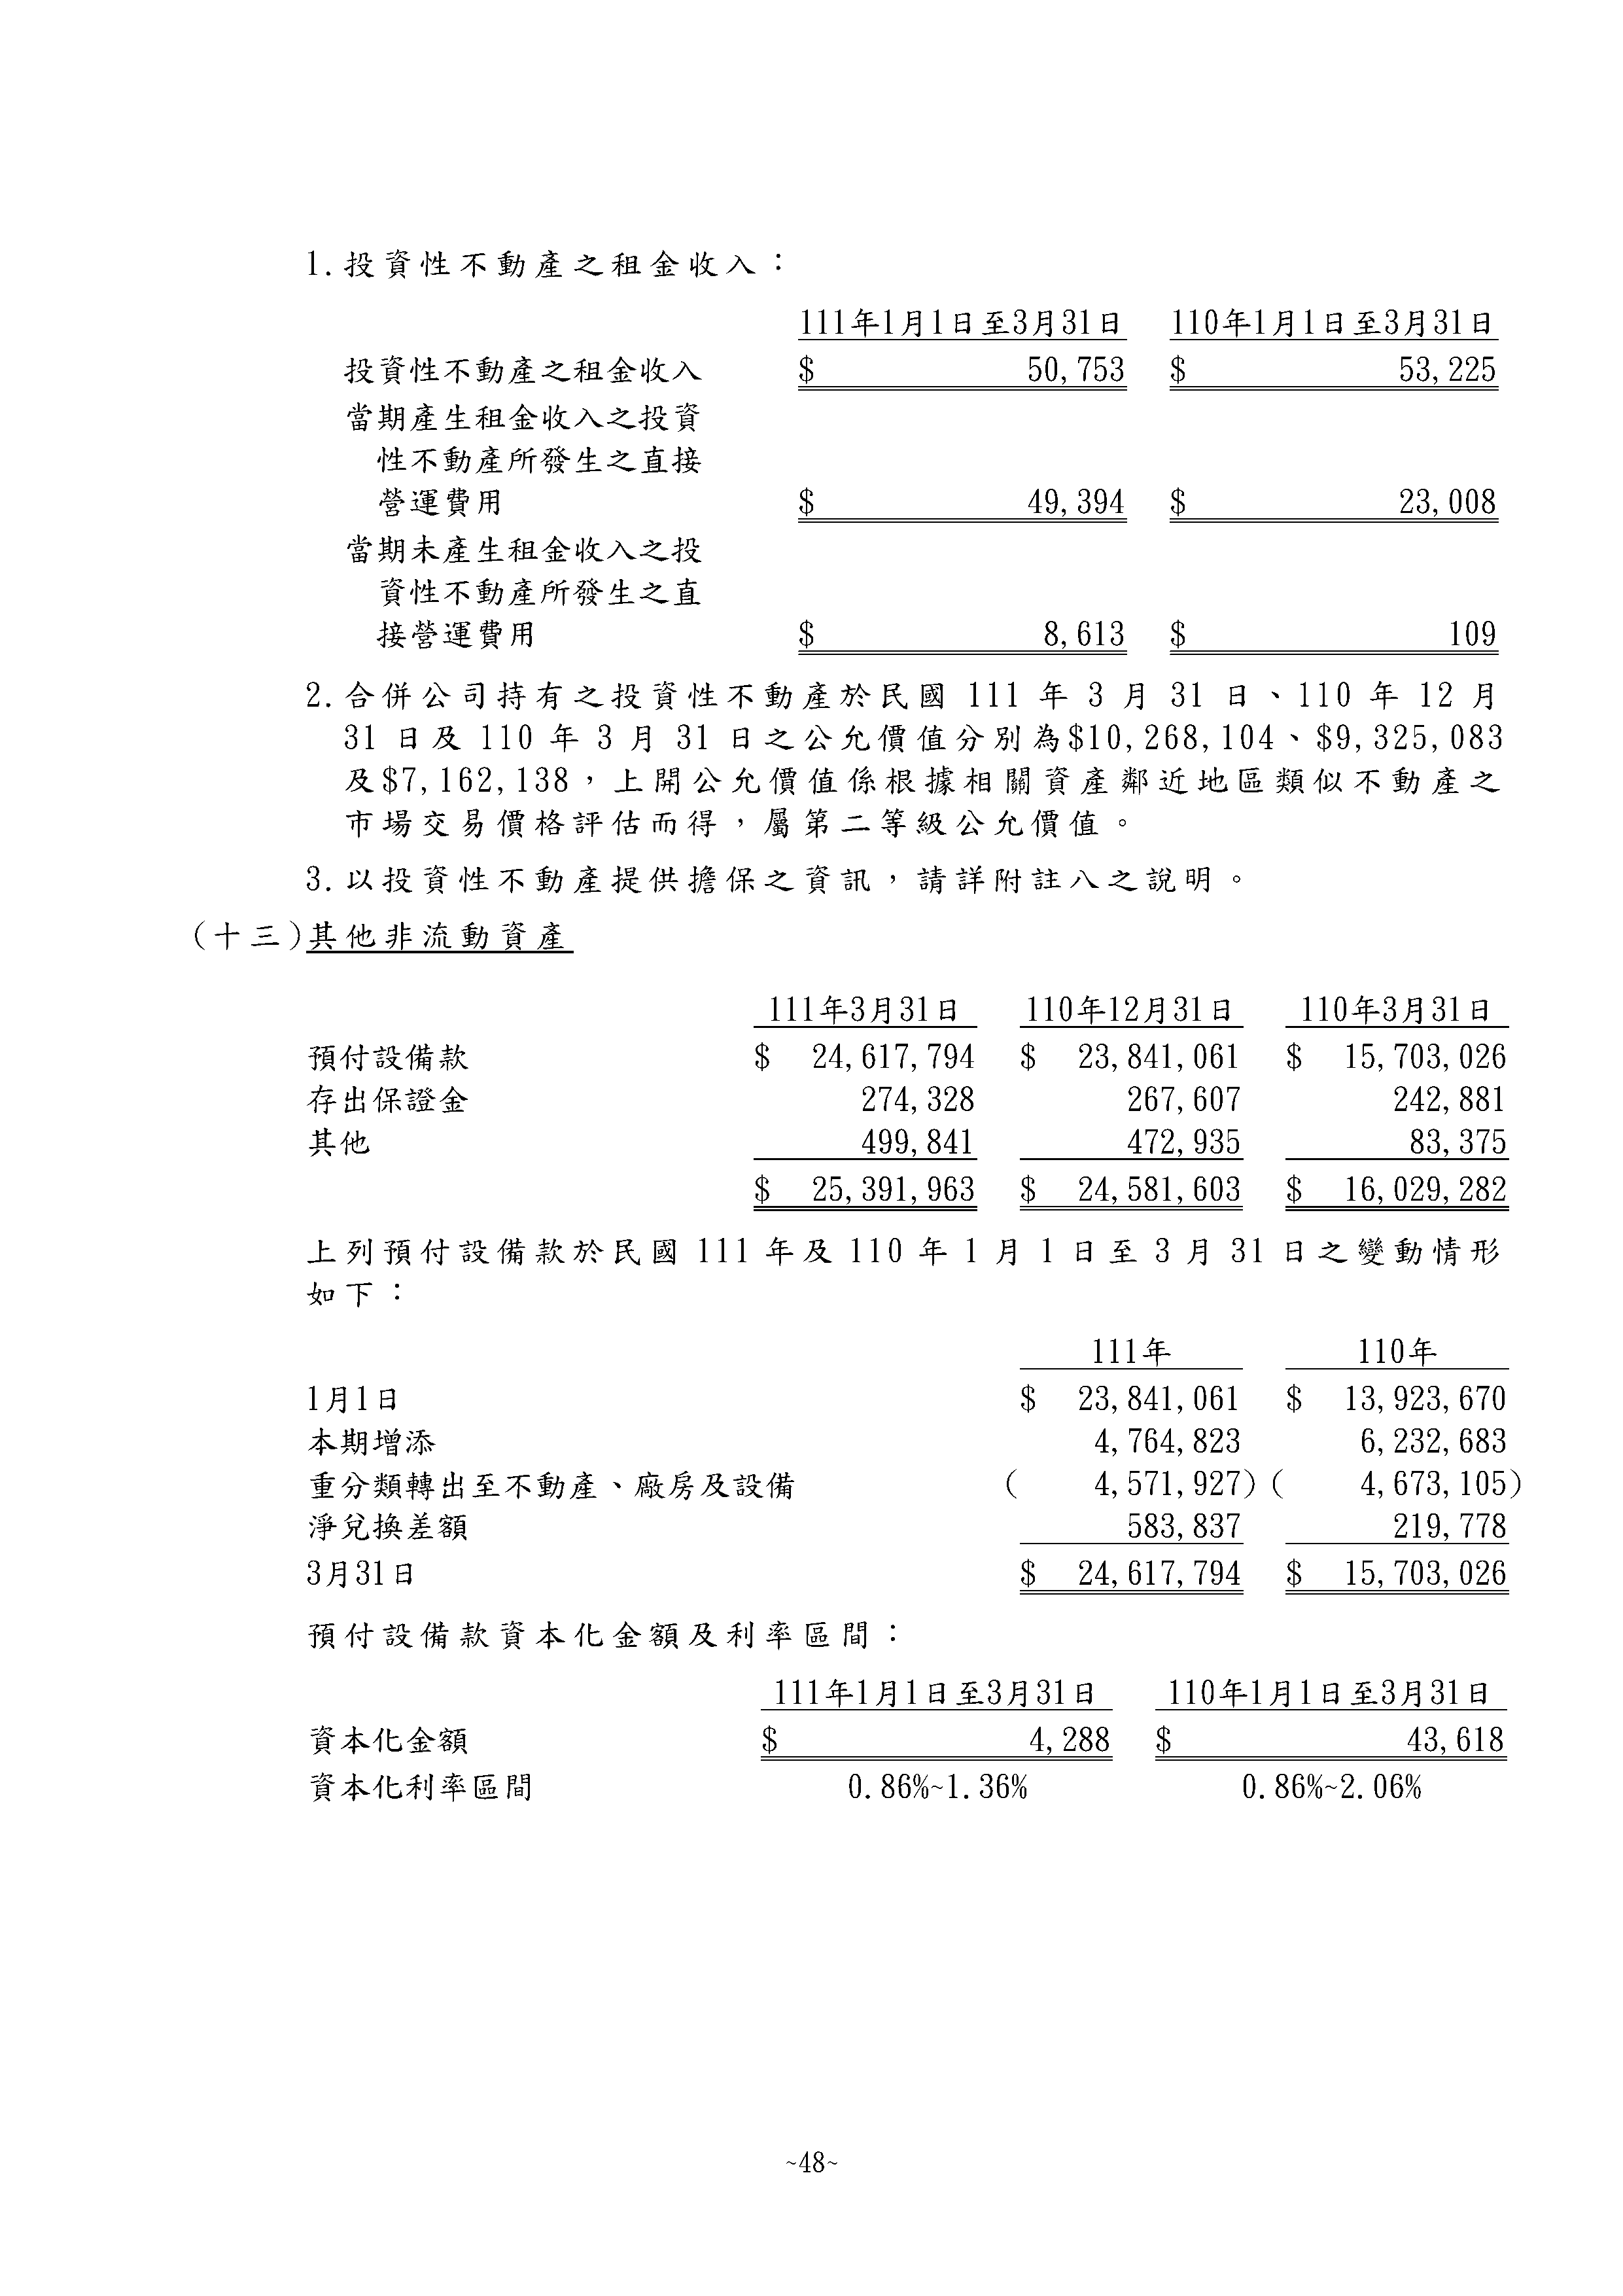 1.投資性不動產之租金收入：
111年1月1日至3月31日 110年1月1日至3月31日
投資性不動產之租金收入 $ 50,753 $ 53,225
當期產生租金收入之投資
性不動產所發生之直接
營運費用 $ 49,394 $ 23,008
當期未產生租金收入之投
資性不動產所發生之直
接營運費用 $ 8,613 $ 109
2.合併公司持有之投資性不動產於民國 111 年 3 月 31 日、110 年 12 月
31 日及 110 年 3 月 31 日之公允價值分別為$10,268,104、$9,325,083
及$7,162,138，上開公允價值係根據相關資產鄰近地區類似不動產之
市場交易價格評估而得，屬第二等級公允價值。
3.以投資性不動產提供擔保之資訊，請詳附註八之說明。
(十三)其他非流動資產
111年3月31日 110年12月31日 110年3月31日
預付設備款 $ 24,617,794 $ 23,841,061 $ 15,703,026
存出保證金 274,328 267,607 242,881
其他 499,841 472,935 83,375
$ 25,391,963 $ 24,581,603 $ 16,029,282
上列預付設備款於民國 111 年及 110 年 1 月 1 日至 3 月 31 日之變動情形
如下：
111年 110年
1月1日 $ 23,841,061 $ 13,923,670
本期增添 4,764,823 6,232,683
重分類轉出至不動產、廠房及設備 ( 4,571,927) ( 4,673,105)
淨兌換差額 583,837 219,778
3月31日 $ 24,617,794 $ 15,703,026
預付設備款資本化金額及利率區間：
111年1月1日至3月31日 110年1月1日至3月31日
資本化金額 $ 4,288 $ 43,618
資本化利率區間 0.86%~1.36% 0.86%~2.06%
~48~